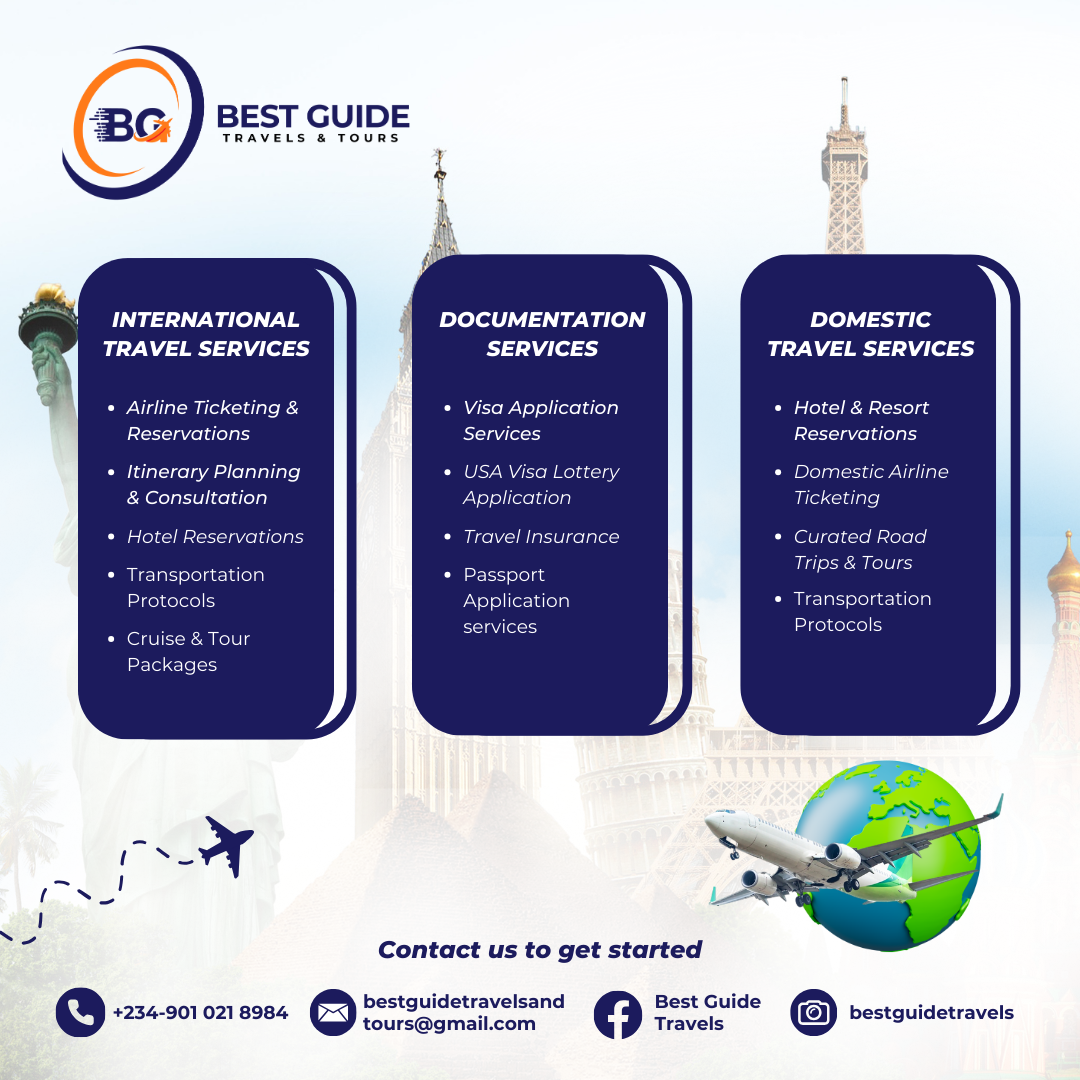 BG
BEST GUIDE
TRAVELS & TOURS
INTERNATIONAL
TRAVEL SERVICES
• Airline Ticketing &
Reservations
• Itinerary Planning
& Consultation
• Hotel Reservations
• Transportation
Protocols
• Cruise & Tour
Packages
DOCUMENTATION
SERVICES
• Visa Application
Services
• USA Visa Lottery
Application
• Travel Insurance
• Passport
Application
services
DOMESTIC
TRAVEL SERVICES
• Hotel & Resort
Reservations
• Domestic Airline
Ticketing
• Curated Road
Trips & Tours
• Transportation
Protocols
Contact us to get started
+234-901 021 8984
bestguidetravelsand
tours@gmail.com
Best Guide
Travels
bestguidetravels